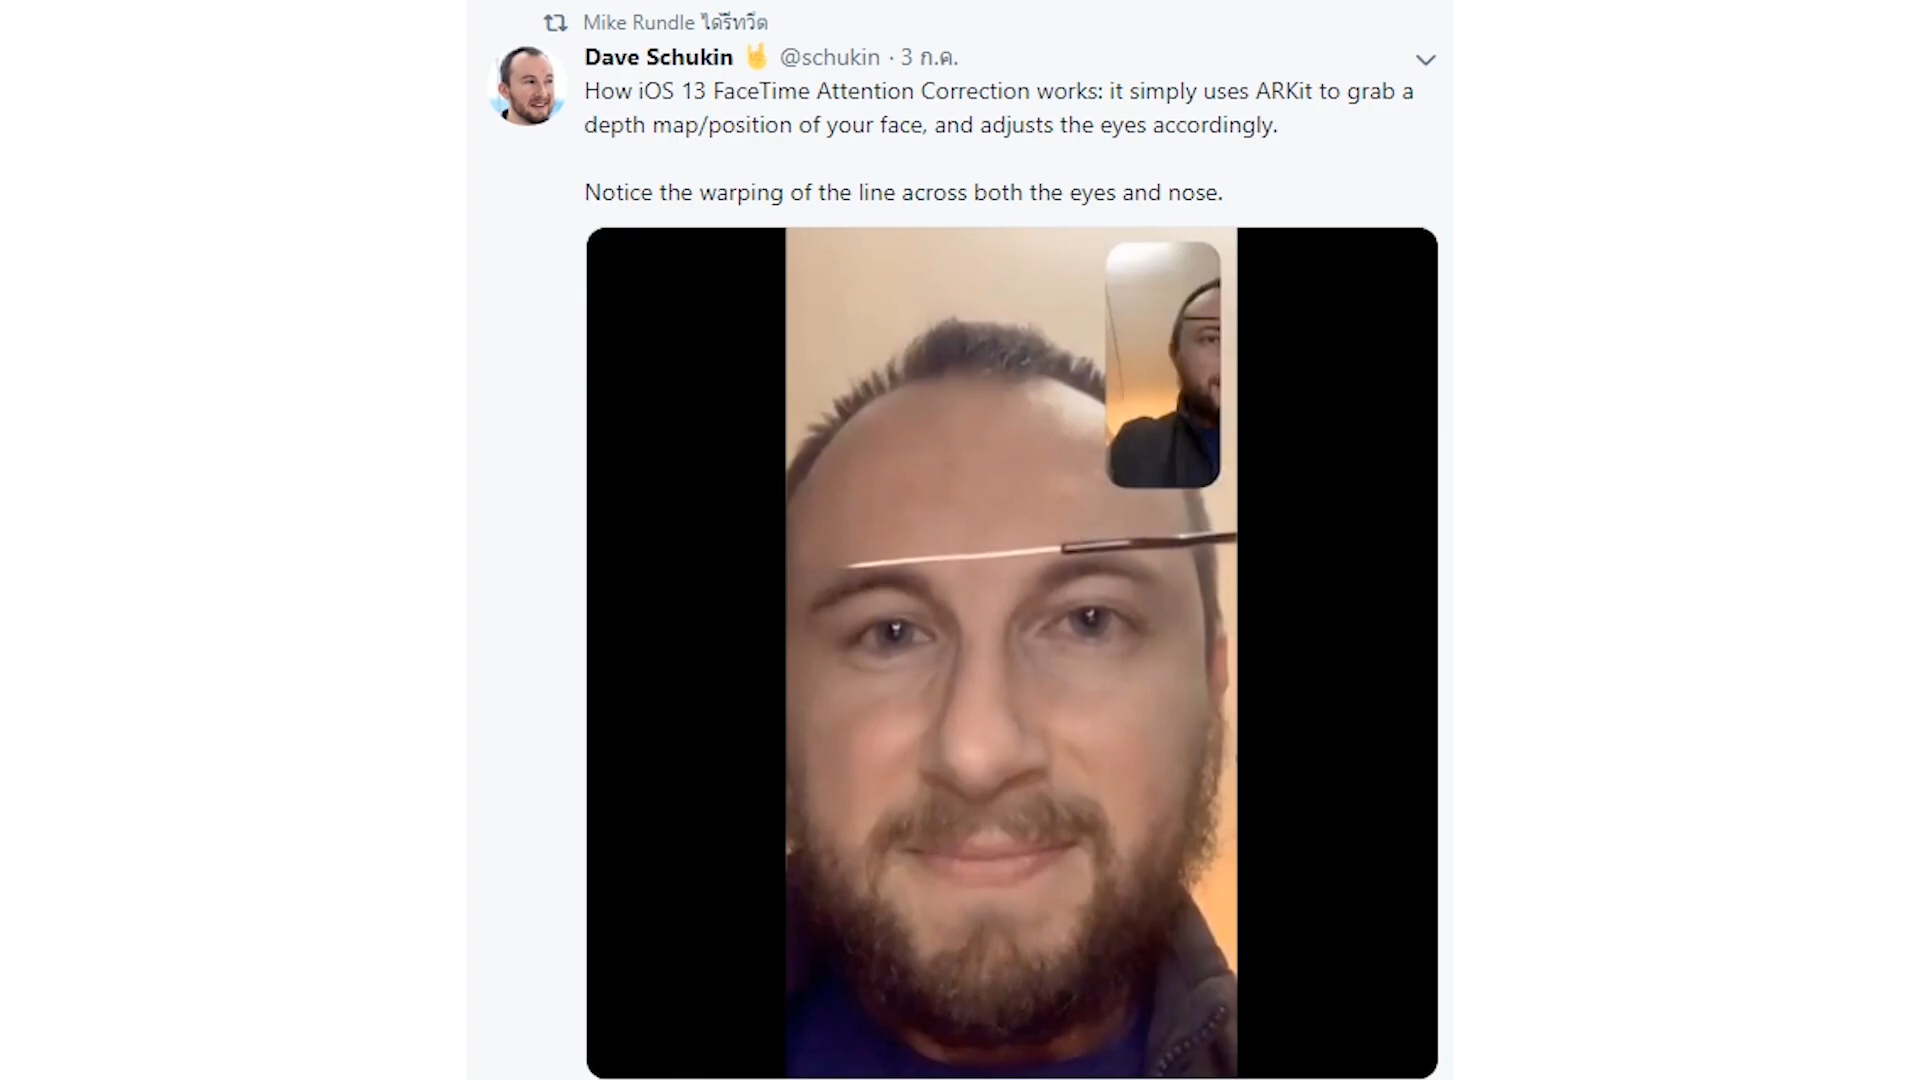 Mike Rundle ได้รีทวีต
Dave Schukin 🤘 @schukin · 3 ก.ค.
How iOS 13 FaceTime Attention Correction works: it simply uses ARKit to grab a
depth map/position of your face, and adjusts the eyes accordingly.
Notice the warping of the line across both the eyes and nose.